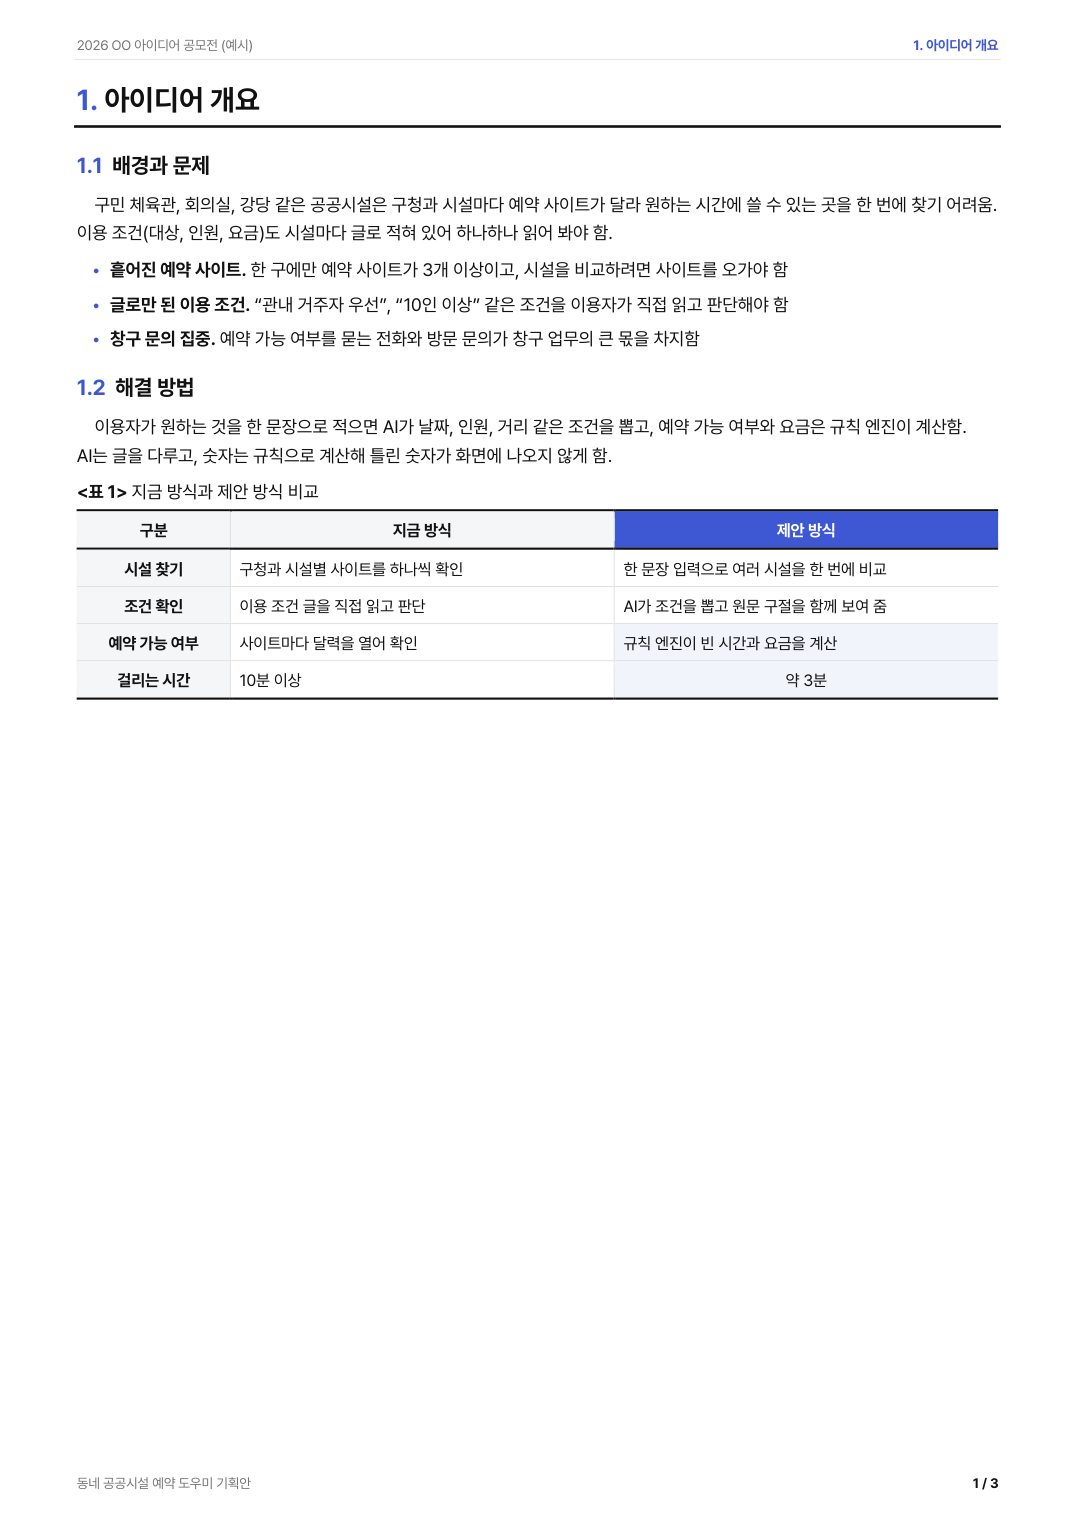 2026 OO 아이디어 공모전 (예시)
1. 아이디어 개요
1. 아이디어 개요
1.1 배경과 문제
구민 체육관, 회의실, 강당 같은 공공시설은 구청과 시설마다 예약 사이트가 달라 원하는 시간에 쓸 수 있는 곳을 한 번에 찾기 어려움.
이용 조건(대상, 인원, 요금)도 시설마다 글로 적혀 있어 하나하나 읽어 봐야 함.
• 흩어진 예약 사이트. 한 구에만 예약 사이트가 3개 이상이고, 시설을 비교하려면 사이트를 오가야 함
• 글로만 된 이용 조건. “관내 거주자 우선”, “10인 이상” 같은 조건을 이용자가 직접 읽고 판단해야 함
• 창구 문의 집중. 예약 가능 여부를 묻는 전화와 방문 문의가 창구 업무의 큰 몫을 차지함
1.2 해결 방법
이용자가 원하는 것을 한 문장으로 적으면 AI가 날짜, 인원, 거리 같은 조건을 뽑고, 예약 가능 여부와 요금은 규칙 엔진이 계산함.
AI는 글을 다루고, 숫자는 규칙으로 계산해 틀린 숫자가 화면에 나오지 않게 함.
<표 1> 지금 방식과 제안 방식 비교
구분 지금 방식 제안 방식
시설 찾기 구청과 시설별 사이트를 하나씩 확인 한 문장 입력으로 여러 시설을 한 번에 비교
조건 확인 이용 조건 글을 직접 읽고 판단 AI가 조건을 뽑고 원문 구절을 함께 보여 줌
예약 가능 여부 사이트마다 달력을 열어 확인 규칙 엔진이 빈 시간과 요금을 계산
걸리는 시간 10분 이상 약 3분
동네 공공시설 예약 도우미 기획안
1 / 3